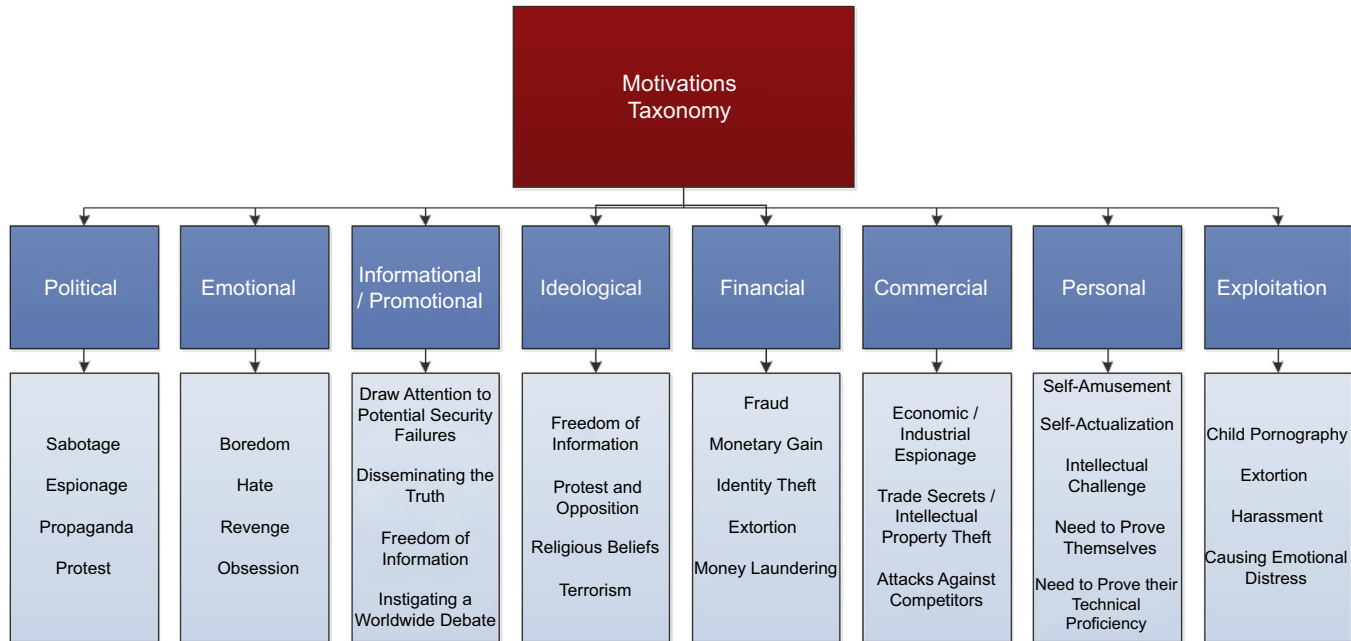 Motivations
Taxonomy
Political
Emotional
Informational
/ Promotional
Ideological
Financial
Commercial
Personal
Exploitation
Sabotage
Espionage
Propaganda
Protest
Boredom
Hate
Revenge
Obsession
Draw Attention to
Potential Security
Failures
Disseminating the
Truth
Freedom of
Information
Instigating a
Worldwide Debate
Freedom of
Information
Protest and
Opposition
Religious Beliefs
Terrorism
Fraud
Monetary Gain
Identity Theft
Extortion
Money Laundering
Economic /
Industrial
Espionage
Trade Secrets /
Intellectual
Property Theft
Attacks Against
Competitors
Self-Amusement
Self-Actualization
Intellectual
Challenge
Need to Prove
Themselves
Need to Prove their
Technical
Proficiency
Child Pornography
Extortion
Harassment
Causing Emotional
Distress